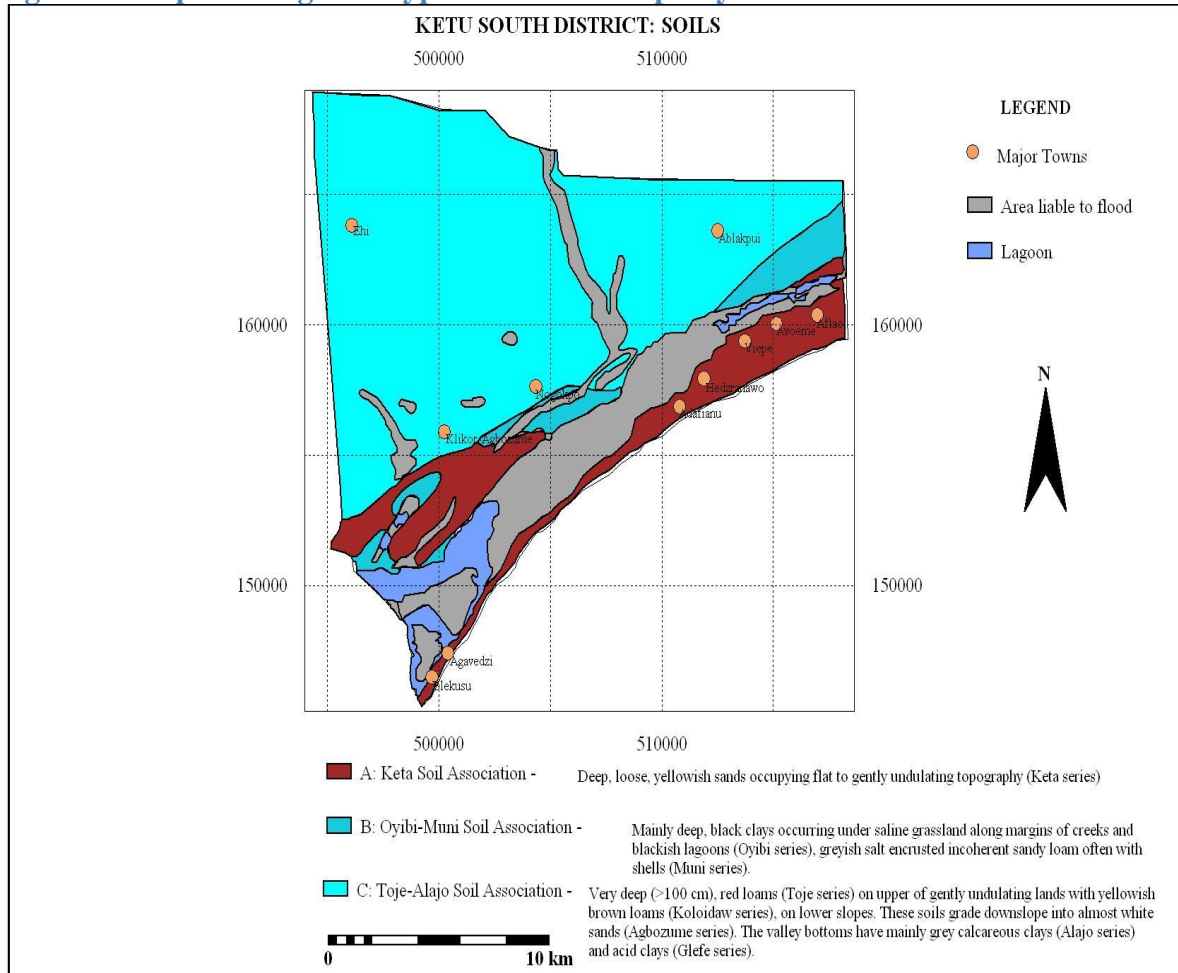 KETU SOUTH DISTRICT: SOILS
500000 510000
LEGEND
Major Towns
Area liable to flood
Lagoon
Ehi
Ablakpui
160000 160000
Aflao
Avoeme
Viepe
Hedzranawo
Adafianu
Klikor-Agbozume
N
150000 150000
Agavedzi
Blekusu
500000 510000
A: Keta Soil Association - Deep, loose, yellowish sands occupying flat to gently undulating topography (Keta series)
B: Oyibi-Muni Soil Association - Mainly deep, black clays occurring under saline grassland along margins of creeks and
blackish lagoons (Oyibi series), greyish salt encrusted incoherent sandy loam often with
shells (Muni series).
C: Toje-Alajo Soil Association - Very deep (>100 cm), red loams (Toje series) on upper of gently undulating lands with yellowish
brown loams (Koloidaw series), on lower slopes. These soils grade downslope into almost white
sands (Agbozume series). The valley bottoms have mainly grey calcareous clays (Alajo series)
and acid clays (Glefe series).
0 10 km